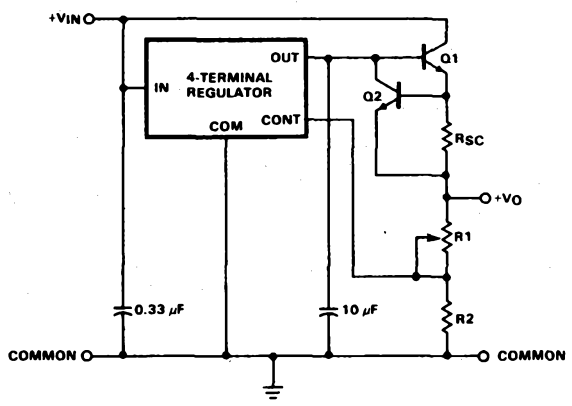 +VIN
OUT
Q1
4-TERMINAL
REGULATOR
IN
Q2
COM
CONT
RSC
+VO
R1
0.33 µF
10 µF
R2
COMMON
COMMON